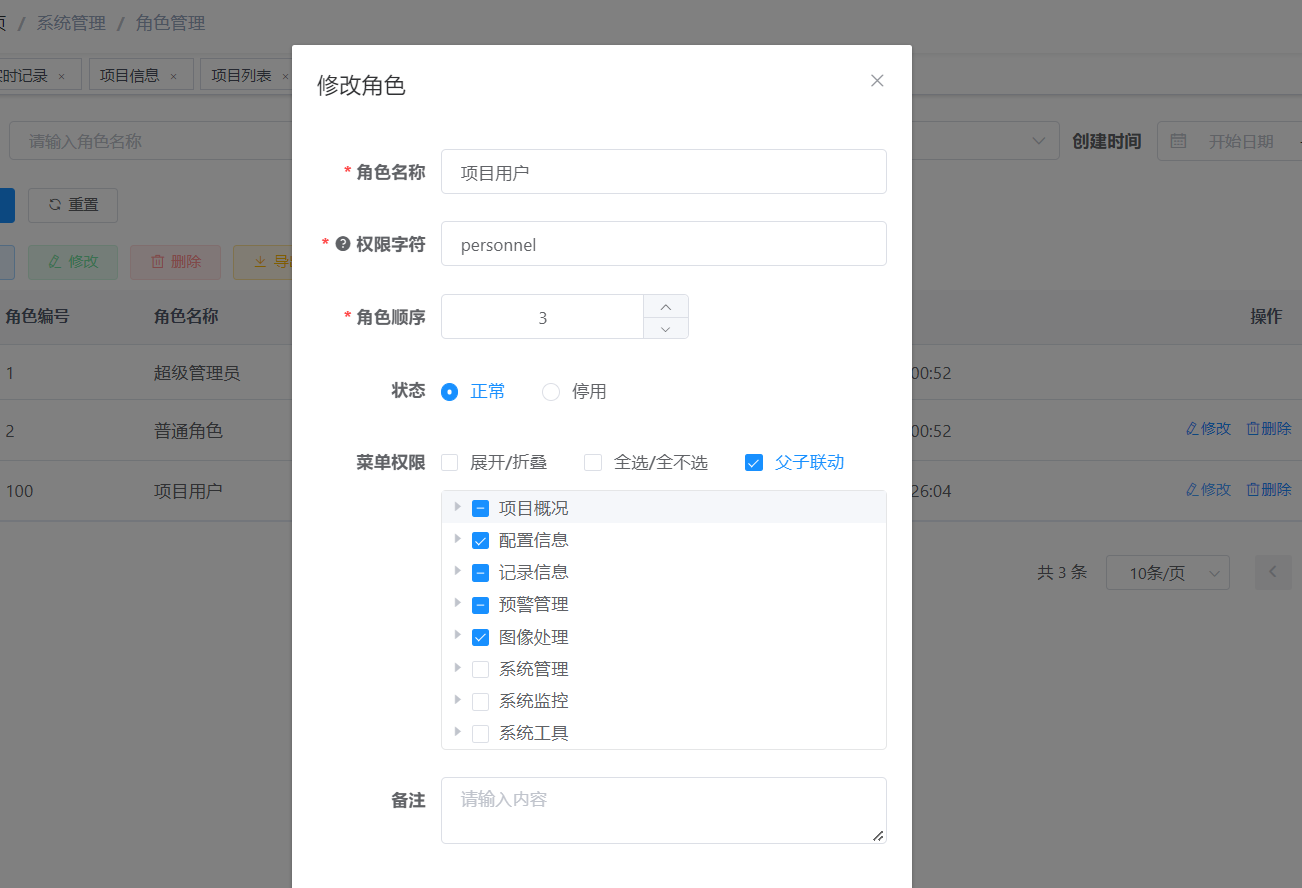 页 / 系统管理 / 角色管理
实时记录 × 项目信息 × 项目列表 ×
请输入角色名称
创建时间 开始日期 -
重置
修改 删除 导出
角色编号 角色名称 操作
1 超级管理员 00:52
2 普通角色 00:52 修改 删除
100 项目用户 26:04 修改 删除
共 3 条 10条/页
修改角色
* 角色名称 项目用户
* 权限字符 personnel
* 角色顺序 3
状态 正常 停用
菜单权限 展开/折叠 全选/全不选 父子联动
项目概况
配置信息
记录信息
预警管理
图像处理
系统管理
系统监控
系统工具
备注 请输入内容